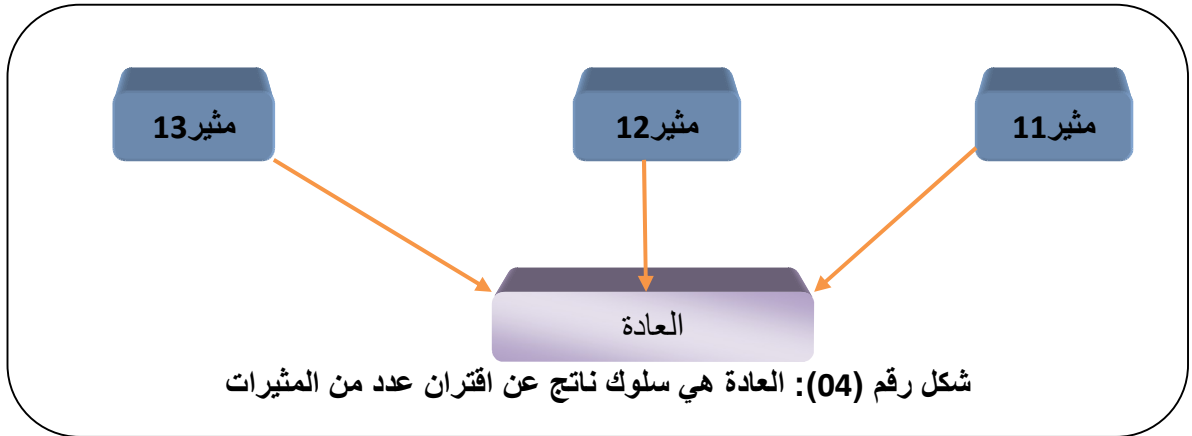 مثير11
مثير12
مثير13
العادة
شكل رقم (04): العادة هي سلوك ناتج عن اقتران عدد من المثيرات